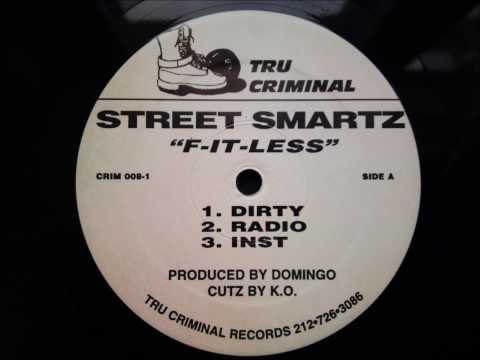 TRU
CRIMINAL
STREET SMARTZ
"F-IT-LESS"
CRIM 008-1
SIDE A
1. DIRTY
2. RADIO
3. INST
PRODUCED BY DOMINGO
CUTZ BY K.O.
TRU CRIMINAL RECORDS 212•726•3086